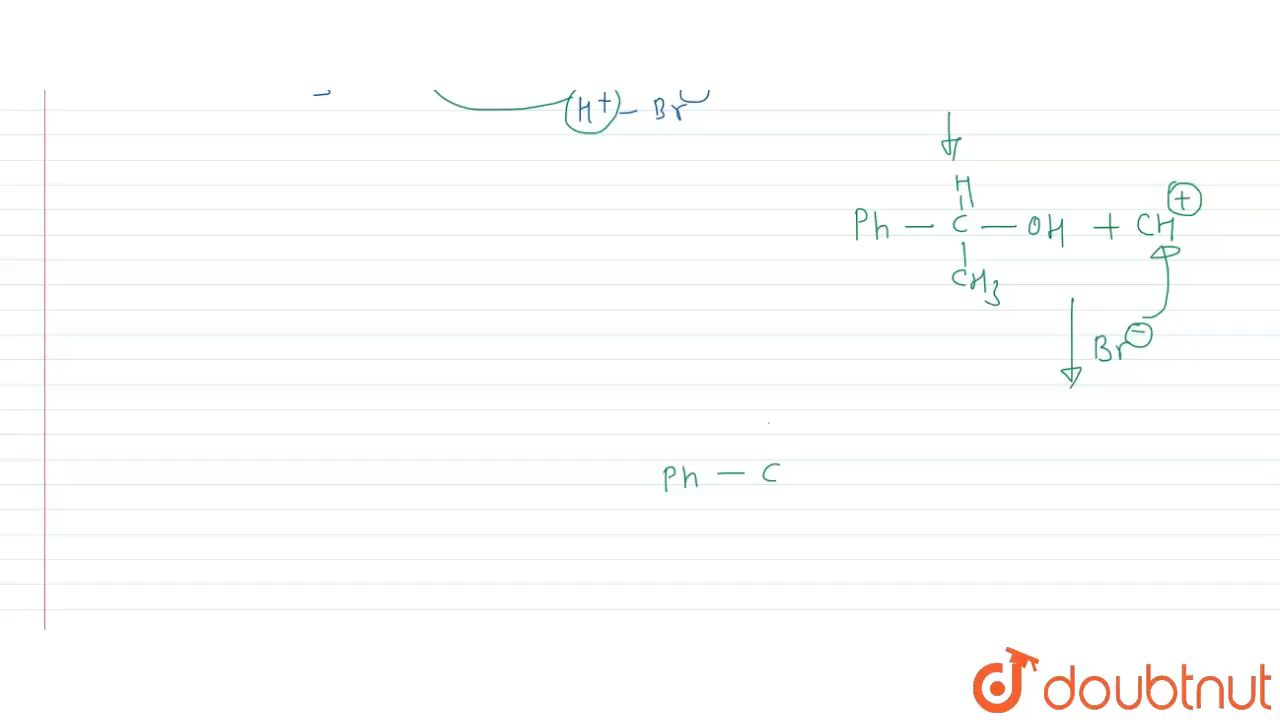 H+ – Br
H
Ph – C – OH + CH +
CH3
Br −
Ph – C
doubtnut